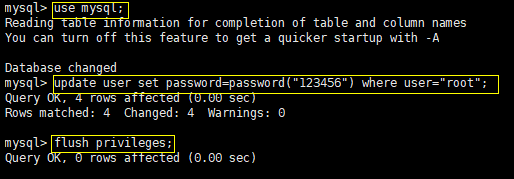 mysql> use mysql;
Reading table information for completion of table and column names
You can turn off this feature to get a quicker startup with -A
Database changed
mysql> update user set password=password("123456") where user="root";
Query OK, 4 rows affected (0.00 sec)
Rows matched: 4  Changed: 4  Warnings: 0
mysql> flush privileges;
Query OK, 0 rows affected (0.00 sec)